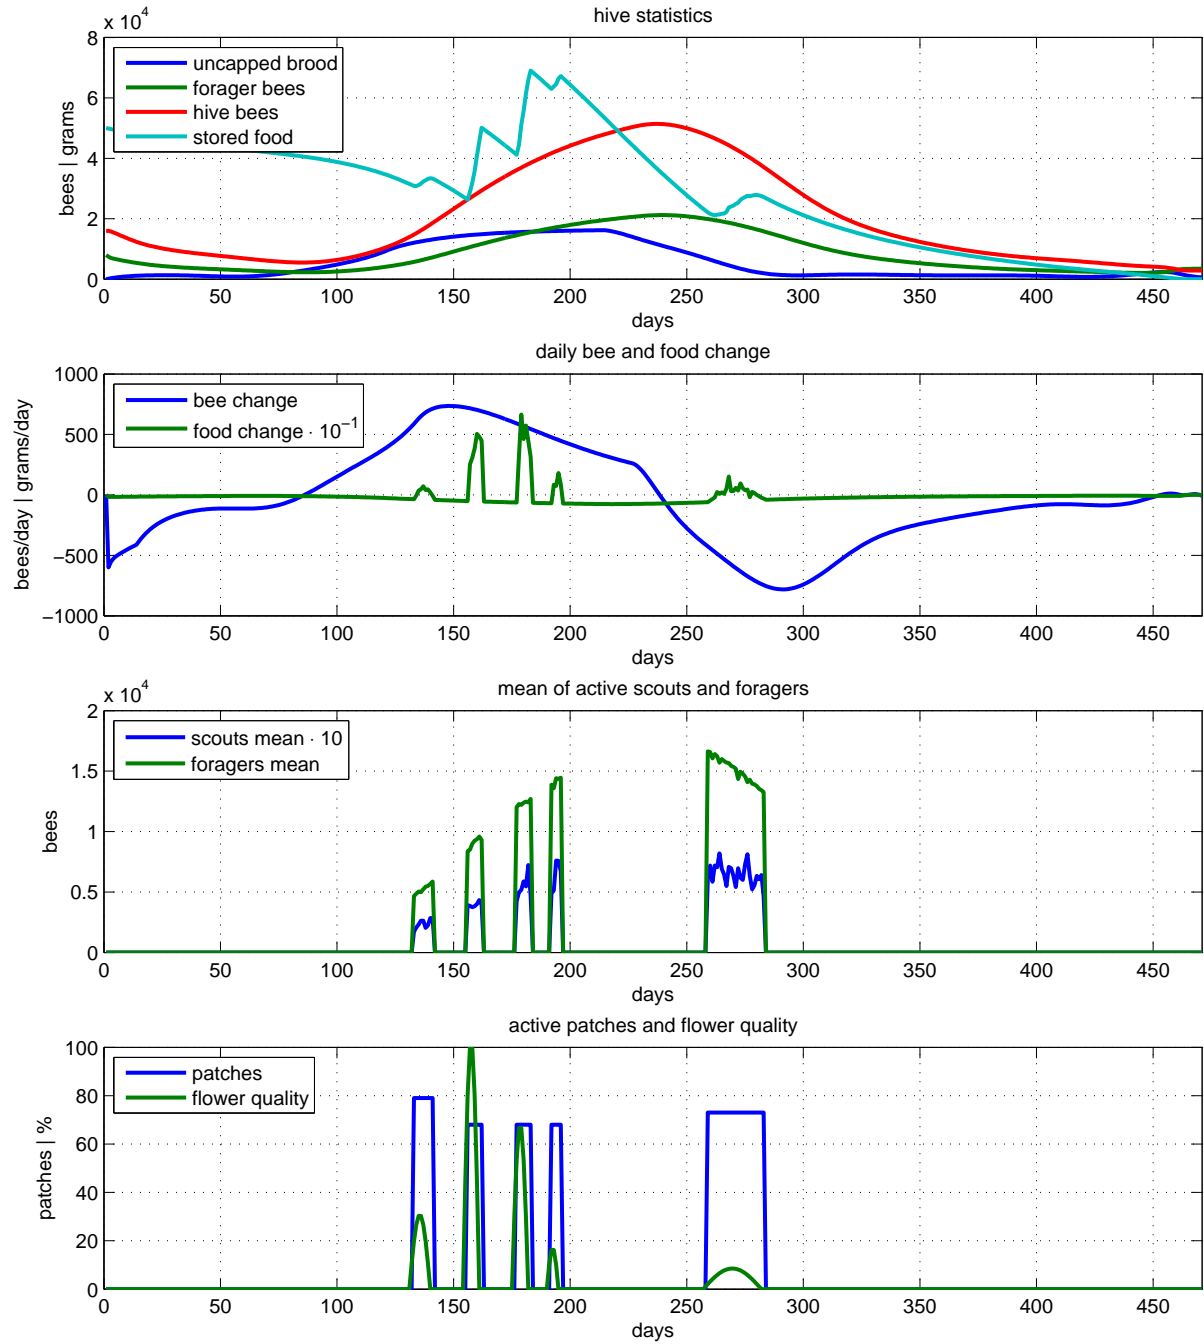 hive statistics
x 10^4
8
6
4
2
0
bees | grams
uncapped brood
forager bees
hive bees
stored food
0 50 100 150 200 250 300 350 400 450
days
daily bee and food change
1000
500
0
−500
−1000
bees/day | grams/day
bee change
food change · 10^−1
0 50 100 150 200 250 300 350 400 450
days
mean of active scouts and foragers
x 10^4
2
1.5
1
0.5
0
bees
scouts mean · 10
foragers mean
0 50 100 150 200 250 300 350 400 450
days
active patches and flower quality
100
80
60
40
20
0
patches | %
patches
flower quality
0 50 100 150 200 250 300 350 400 450
days